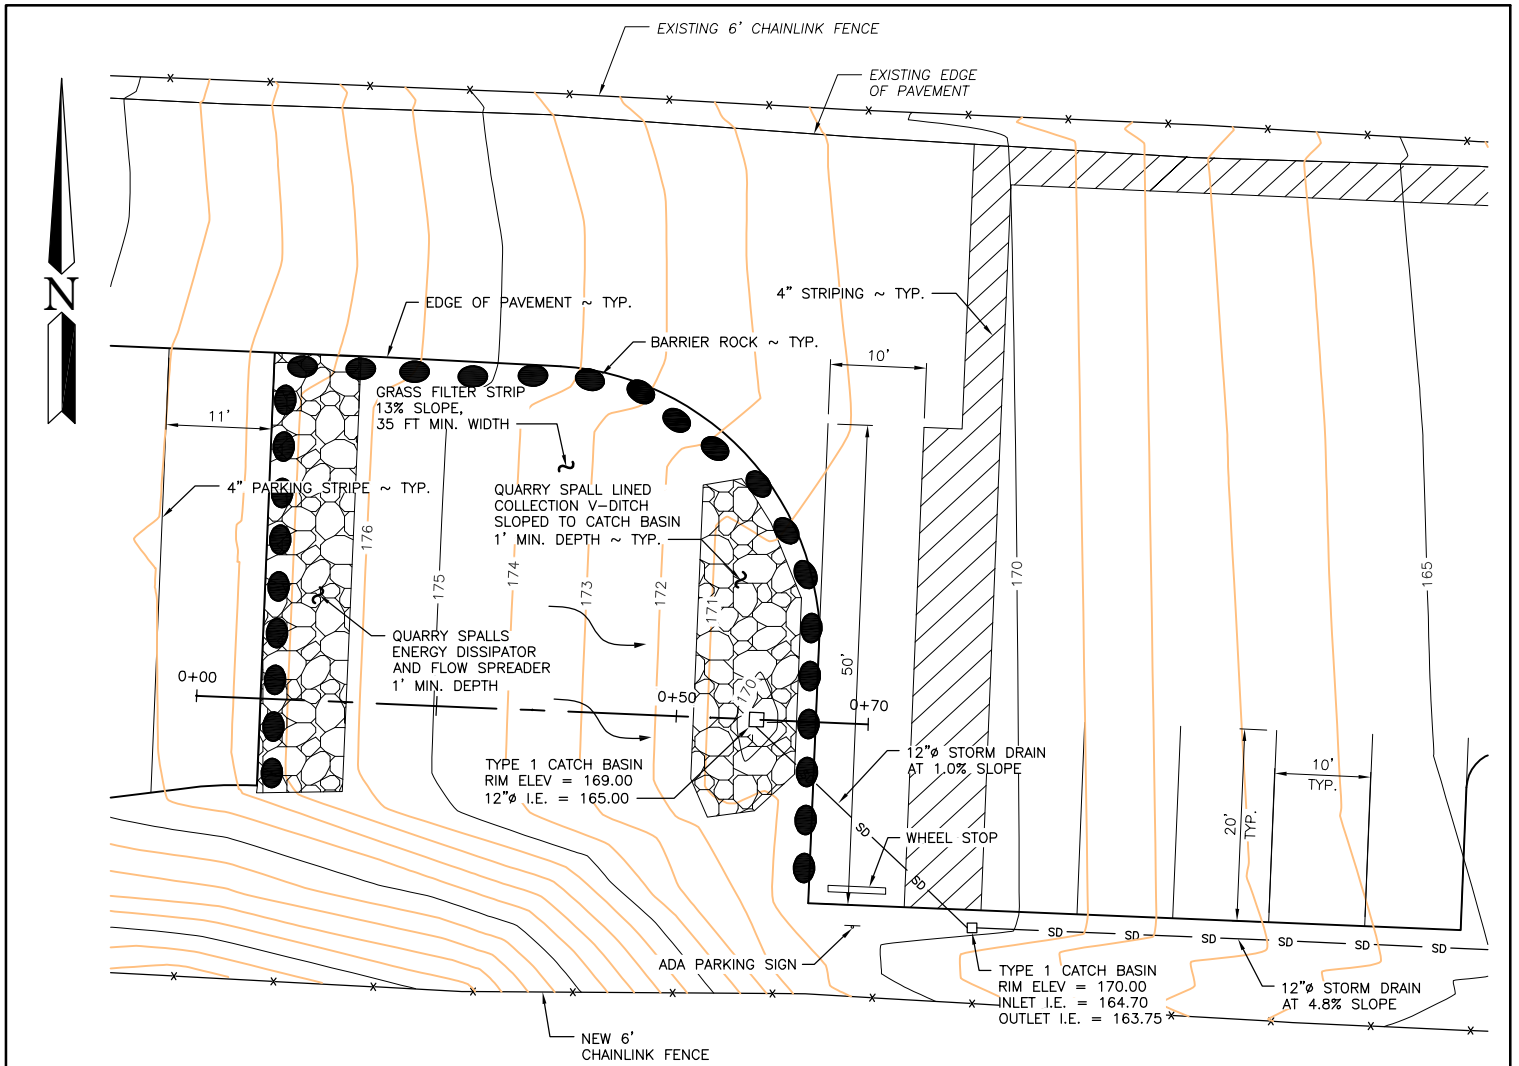 EXISTING 6' CHAINLINK FENCE
EXISTING EDGE
OF PAVEMENT
N
EDGE OF PAVEMENT ~ TYP.
4" STRIPING ~ TYP.
BARRIER ROCK ~ TYP.
10'
GRASS FILTER STRIP
13% SLOPE,
35 FT MIN. WIDTH
11'
4" PARKING STRIPE ~ TYP.
QUARRY SPALL LINED
COLLECTION V-DITCH
SLOPED TO CATCH BASIN
1' MIN. DEPTH ~ TYP.
176
175
174
173
172
171
170
170
165
QUARRY SPALLS
ENERGY DISSIPATOR
AND FLOW SPREADER
1' MIN. DEPTH
50'
0+00
0+50
0+70
TYPE 1 CATCH BASIN
RIM ELEV = 169.00
12"ø I.E. = 165.00
12"ø STORM DRAIN
AT 1.0% SLOPE
10'
TYP.
20'
TYP.
SD
SD
WHEEL STOP
SD
SD
SD
SD
SD
SD
ADA PARKING SIGN
TYPE 1 CATCH BASIN
RIM ELEV = 170.00
INLET I.E. = 164.70
OUTLET I.E. = 163.75
12"ø STORM DRAIN
AT 4.8% SLOPE
NEW 6'
CHAINLINK FENCE